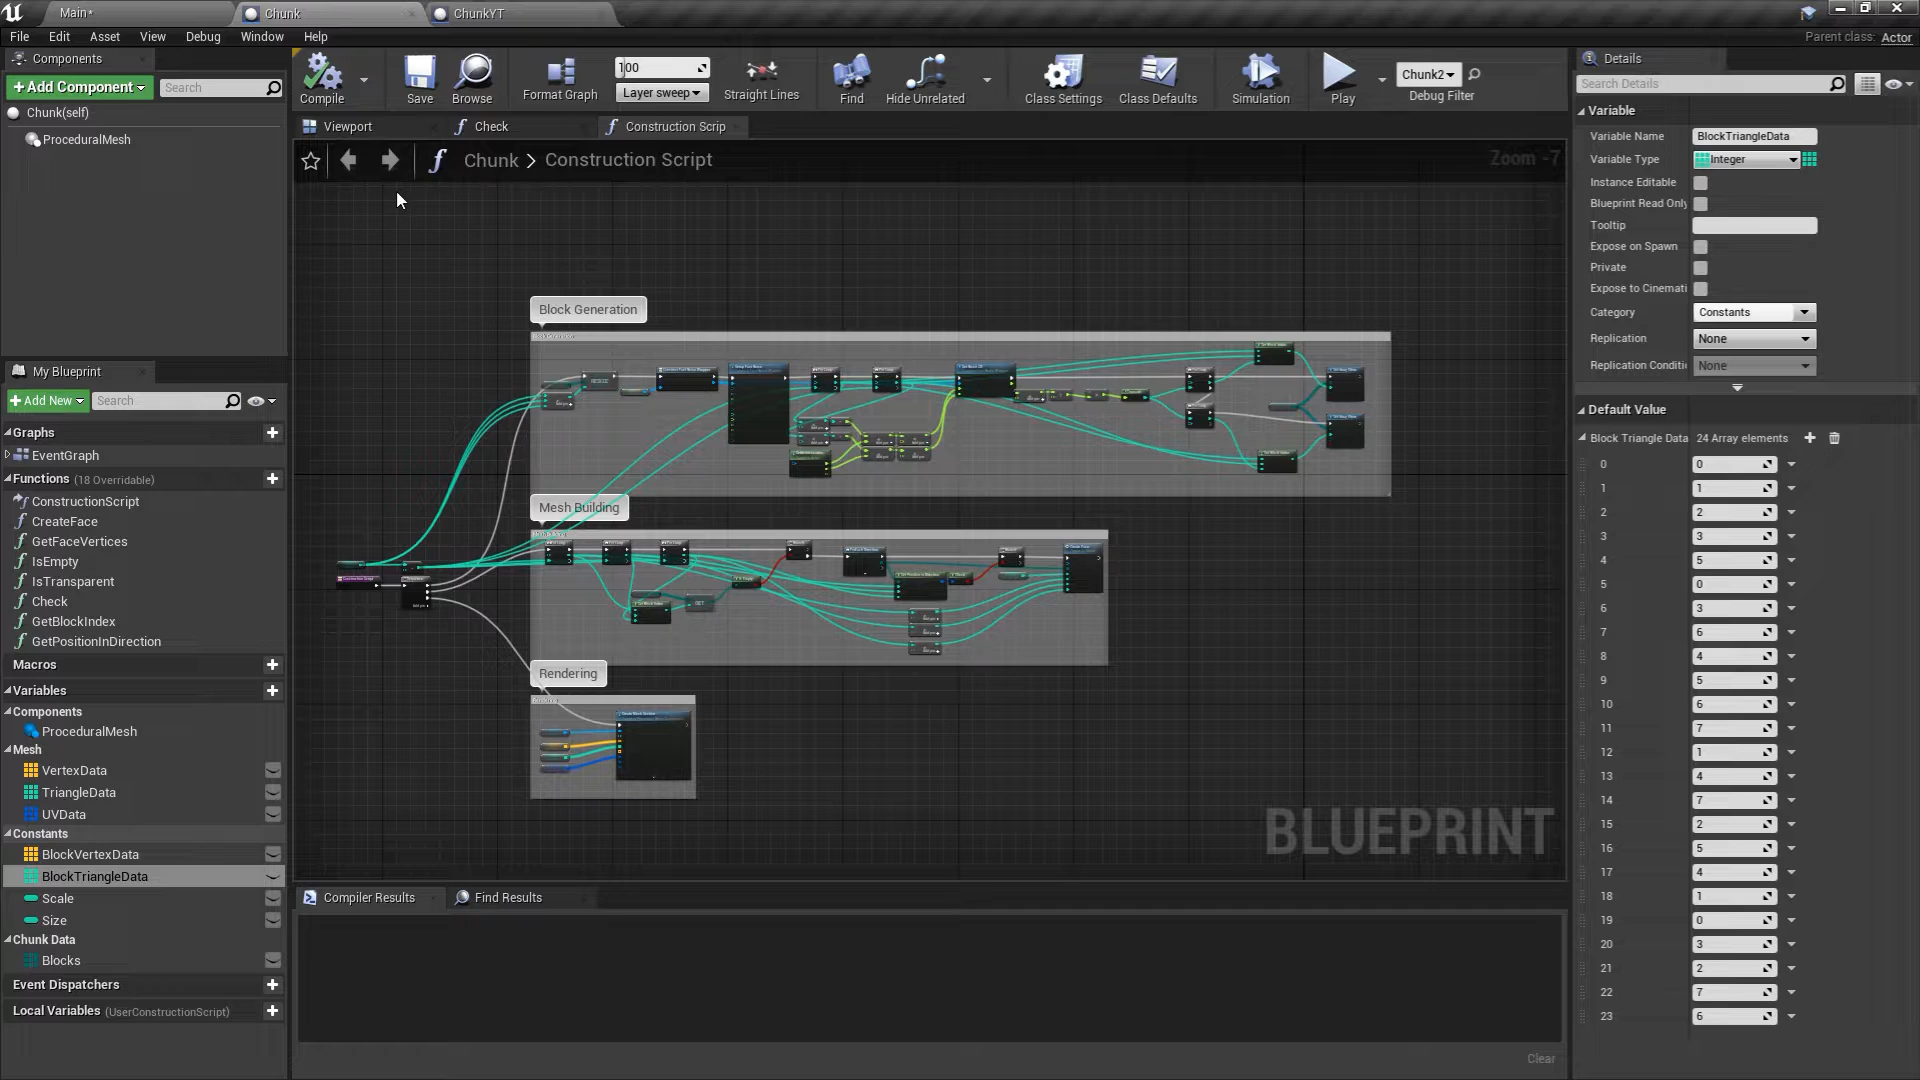 Main*
Chunk
ChunkYT
File Edit Asset View Debug Window Help
Parent class: Actor
Components
+Add Component
Search
Chunk(self)
ProceduralMesh
Compile
Save
Browse
Format Graph
100
Layer sweep
Straight Lines
Find
Hide Unrelated
Class Settings
Class Defaults
Simulation
Play
Chunk2
Debug Filter
Viewport
Check
Construction Scrip
Chunk > Construction Script
Zoom -7
Block Generation
Mesh Building
Rendering
BLUEPRINT
My Blueprint
+Add New
Search
Graphs
EventGraph
Functions (18 Overridable)
ConstructionScript
CreateFace
GetFaceVertices
IsEmpty
IsTransparent
Check
GetBlockIndex
GetPositionInDirection
Macros
Variables
Components
ProceduralMesh
Mesh
VertexData
TriangleData
UVData
Constants
BlockVertexData
BlockTriangleData
Scale
Size
Chunk Data
Blocks
Event Dispatchers
Local Variables (UserConstructionScript)
Compiler Results
Find Results
Clear
Details
Search Details
Variable
Variable Name BlockTriangleData
Variable Type Integer
Instance Editable
Blueprint Read Only
Tooltip
Expose on Spawn
Private
Expose to Cinemati
Category Constants
Replication None
Replication Conditi None
Default Value
Block Triangle Data 24 Array elements
0 0
1 1
2 2
3 3
4 5
5 0
6 3
7 6
8 4
9 5
10 6
11 7
12 1
13 4
14 7
15 2
16 5
17 4
18 1
19 0
20 3
21 2
22 7
23 6